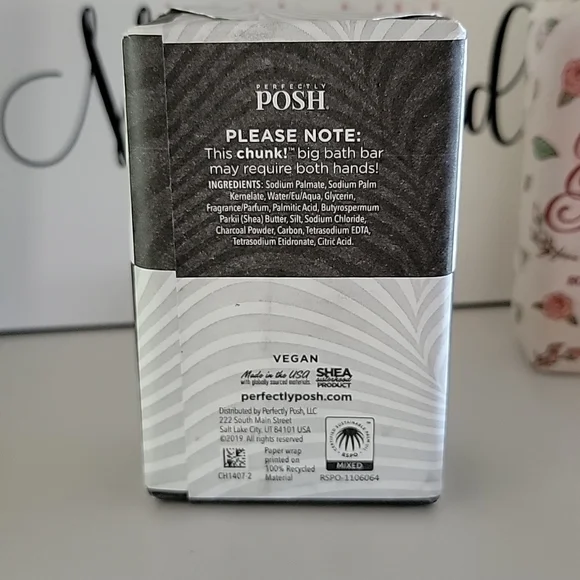 PERFECTLY
POSH®
PLEASE NOTE:
This chunk!™ big bath bar
may require both hands!
INGREDIENTS: Sodium Palmate, Sodium Palm
Kernelate, Water/Eu/Aqua, Glycerin,
Fragrance/Parfum, Palmitic Acid, Butyrospermum
Parkii (Shea) Butter, Silt, Sodium Chloride,
Charcoal Powder, Carbon, Tetrasodium EDTA,
Tetrasodium Etidronate, Citric Acid.
VEGAN
Made in the USA
with globally sourced materials
SHEA
PRODUCT
perfectlyposh.com
Distributed by Perfectly Posh, LLC
222 South Main Street
Salt Lake City, UT 84101 USA
©2019. All rights reserved
CH1407-2
Paper wrap
printed on
100% Recycled
Material
CERTIFIED SUSTAINABLE PALM OIL
RSPO
MIXED
RSPO-1106064